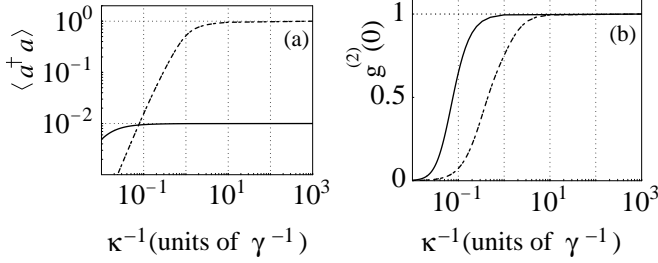 10^0
10^{-1}
10^{-2}
⟨ a^† a ⟩
(a)
10^{-1} 10^1 10^3
κ^{-1} (units of γ^{-1})
1
0.5
0
g^{(2)}(0)
(b)
10^{-1} 10^1 10^3
κ^{-1} (units of γ^{-1})